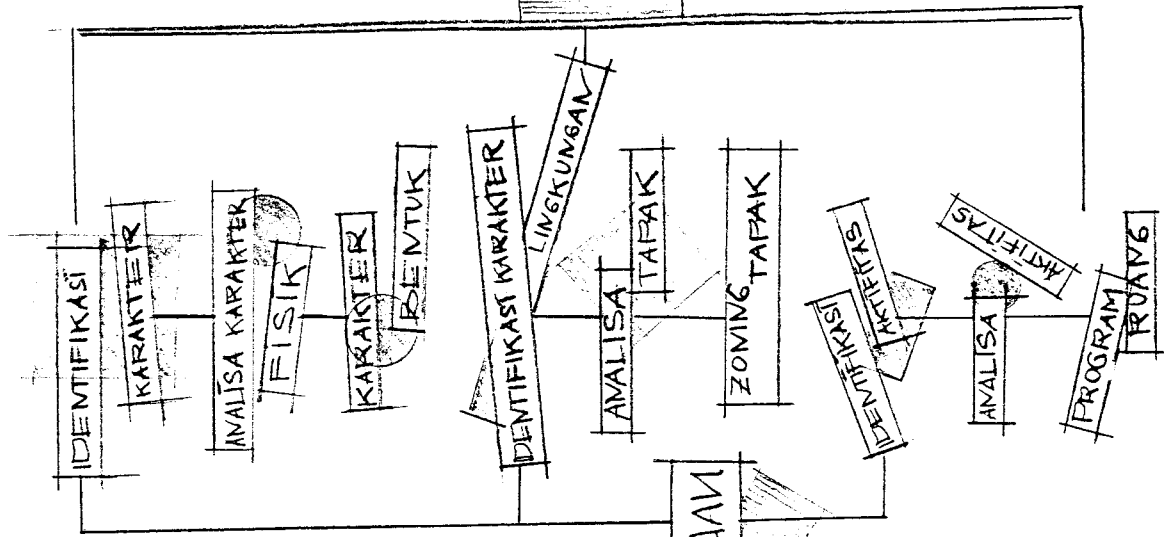 IDENTIFIKASI
KARAKTER
ANALISA KARAKTER
FISIK
KARAKTER
BENTUK
IDENTIFIKASI KARAKTER
LINGKUNGAN
ANALISA
TAPAK
ZONING
TAPAK
IDENTIFIKASI
AKTIFITAS
ANALISA
AKTIFITAS
PROGRAM
RUANG